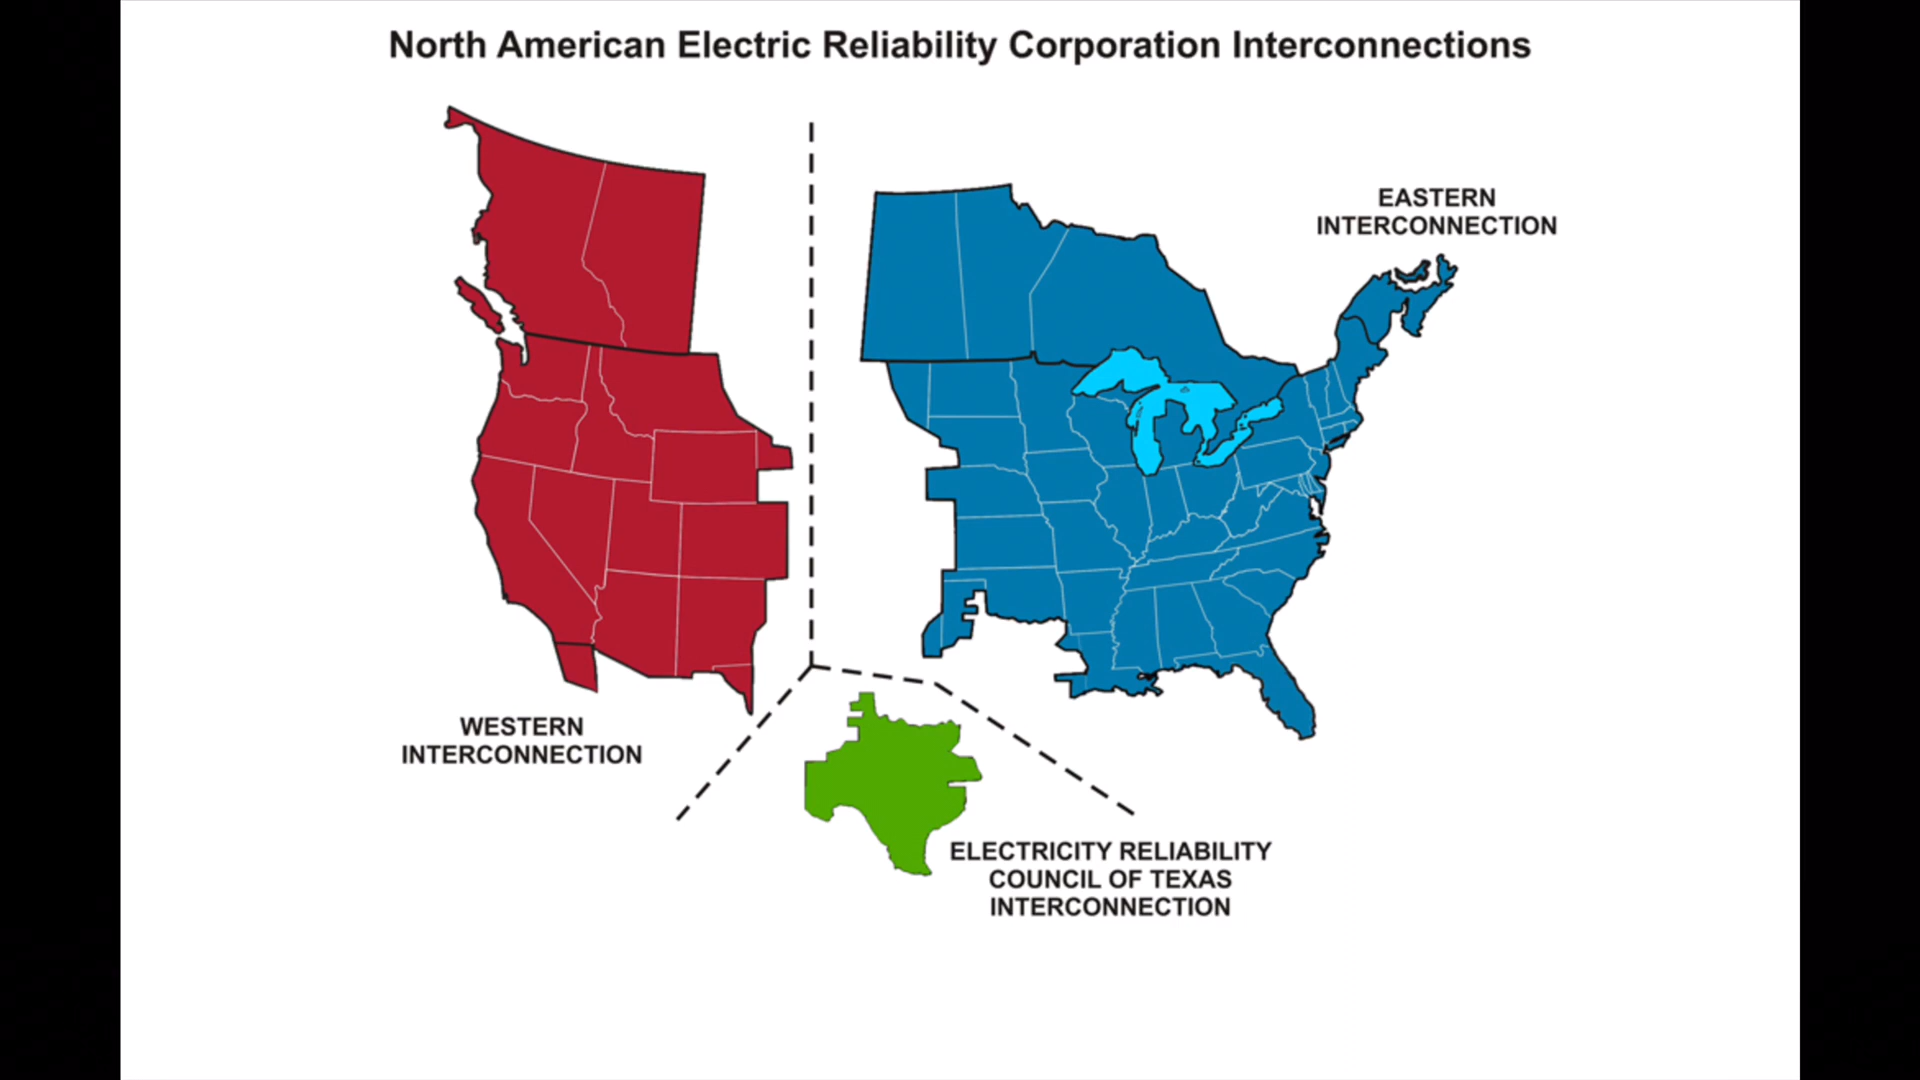 North American Electric Reliability Corporation Interconnections
EASTERN
INTERCONNECTION
WESTERN
INTERCONNECTION
ELECTRICITY RELIABILITY
COUNCIL OF TEXAS
INTERCONNECTION